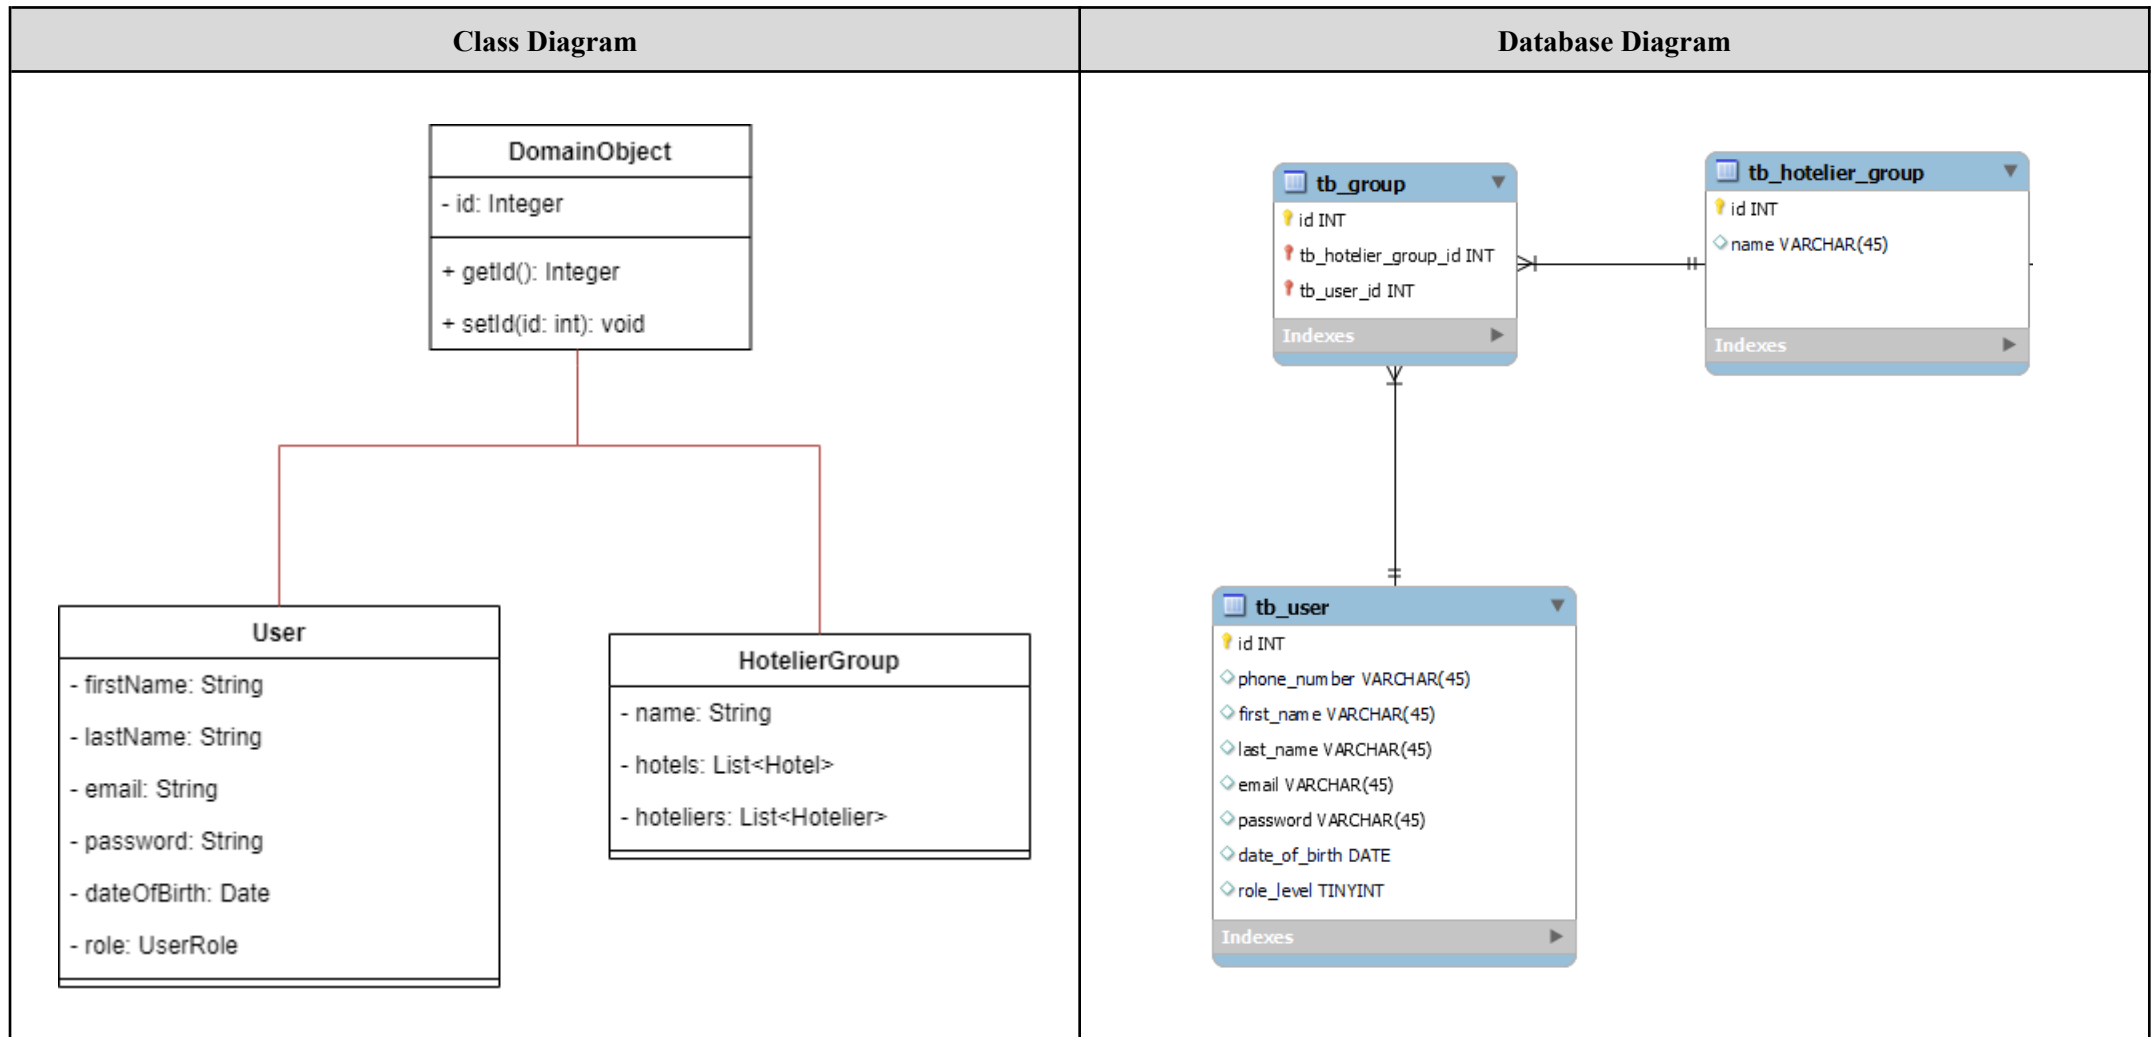 Class Diagram
Database Diagram
DomainObject
- id: Integer
+ getId(): Integer
+ setId(id: int): void
User
- firstName: String
- lastName: String
- email: String
- password: String
- dateOfBirth: Date
- role: UserRole
HotelierGroup
- name: String
- hotels: List<Hotel>
- hoteliers: List<Hotelier>
tb_group
id INT
tb_hotelier_group_id INT
tb_user_id INT
Indexes
tb_hotelier_group
id INT
name VARCHAR(45)
Indexes
tb_user
id INT
phone_number VARCHAR(45)
first_name VARCHAR(45)
last_name VARCHAR(45)
email VARCHAR(45)
password VARCHAR(45)
date_of_birth DATE
role_level TINYINT
Indexes